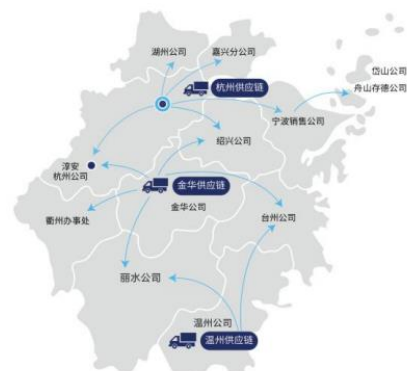 湖州公司
嘉兴分公司
岱山公司
舟山存德公司
杭州供应链
宁波销售公司
绍兴公司
淳安
杭州公司
金华供应链
金华公司
衢州办事处
台州公司
丽水公司
温州公司
温州供应链